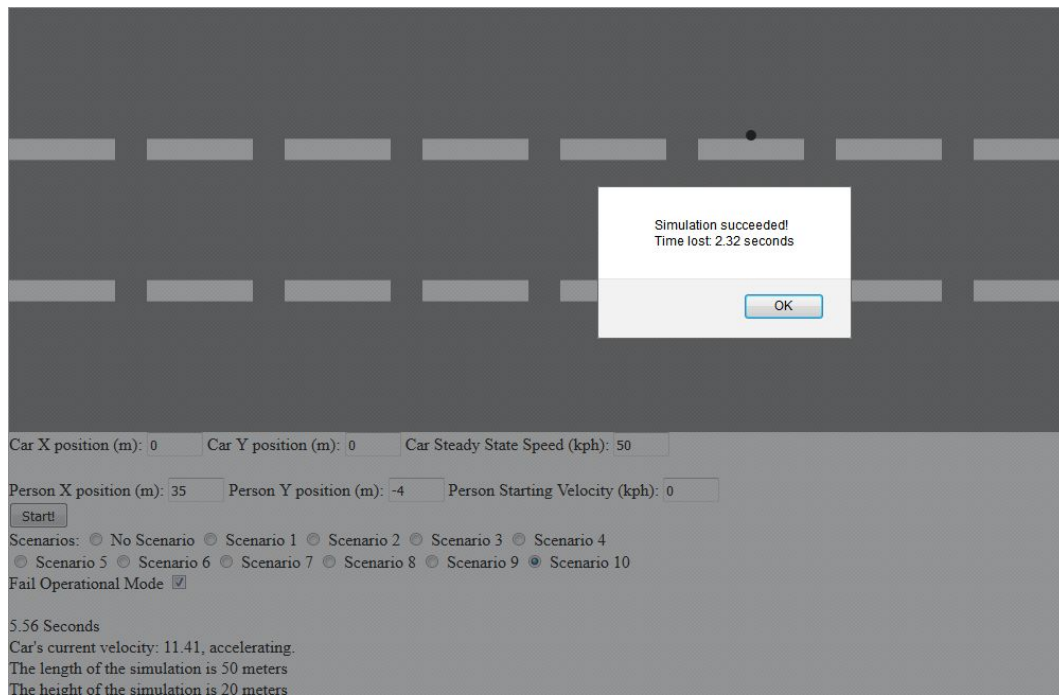 Simulation succeeded!
Time lost: 2.32 seconds
OK
Car X position (m): 0 Car Y position (m): 0 Car Steady State Speed (kph): 50
Person X position (m): 35 Person Y position (m): -4 Person Starting Velocity (kph): 0
Start!
Scenarios: No Scenario Scenario 1 Scenario 2 Scenario 3 Scenario 4
Scenario 5 Scenario 6 Scenario 7 Scenario 8 Scenario 9 Scenario 10
Fail Operational Mode
5.56 Seconds
Car's current velocity: 11.41, accelerating.
The length of the simulation is 50 meters
The height of the simulation is 20 meters